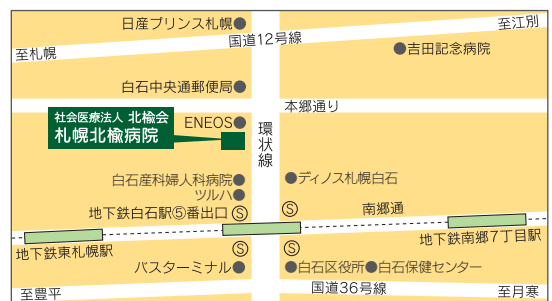 日産プリンス札幌
至江別
国道12号線
至札幌
吉田記念病院
白石中央通郵便局
本郷通り
社会医療法人 北楡会
札幌北楡病院
ENEOS
環状線
白石産科婦人科病院
ディノス札幌白石
ツルハ
地下鉄白石駅⑤番出口
Ⓢ
Ⓢ
南郷通
地下鉄東札幌駅
地下鉄南郷7丁目駅
Ⓢ
Ⓢ
バスターミナル
白石区役所
白石保健センター
至豊平
国道36号線
至月寒